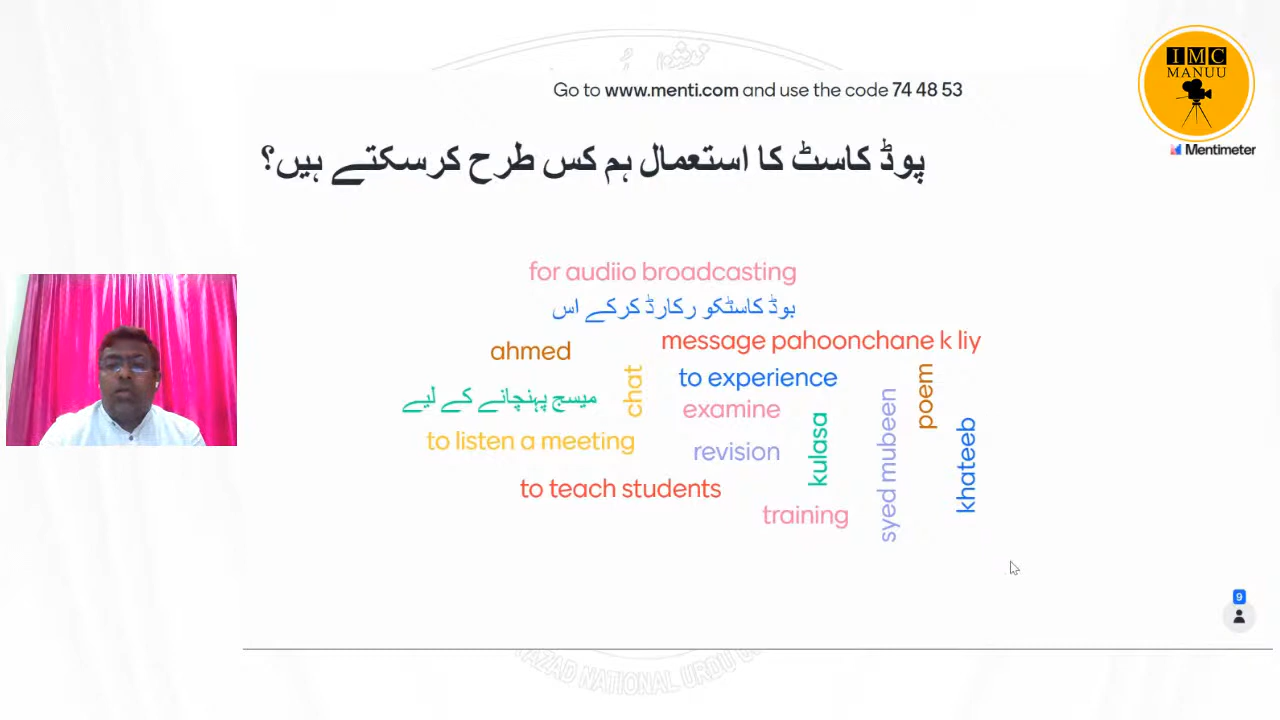 IMC
MANUU
Go to www.menti.com and use the code 74 48 53
Mentimeter
پوڈ کاسٹ کا استعمال ہم کس طرح کرسکتے ہیں؟
for audiio broadcasting
بوڈ کاسٹکو رکارڈ کرکے اس
message pahoonchane k liy
ahmed
chat
to experience
poem
میسج پہنچانے کے لیے
examine
syed mubeen
to listen a meeting
revision
kulasa
khateeb
to teach students
training
9
AZAD NATIONAL URDU